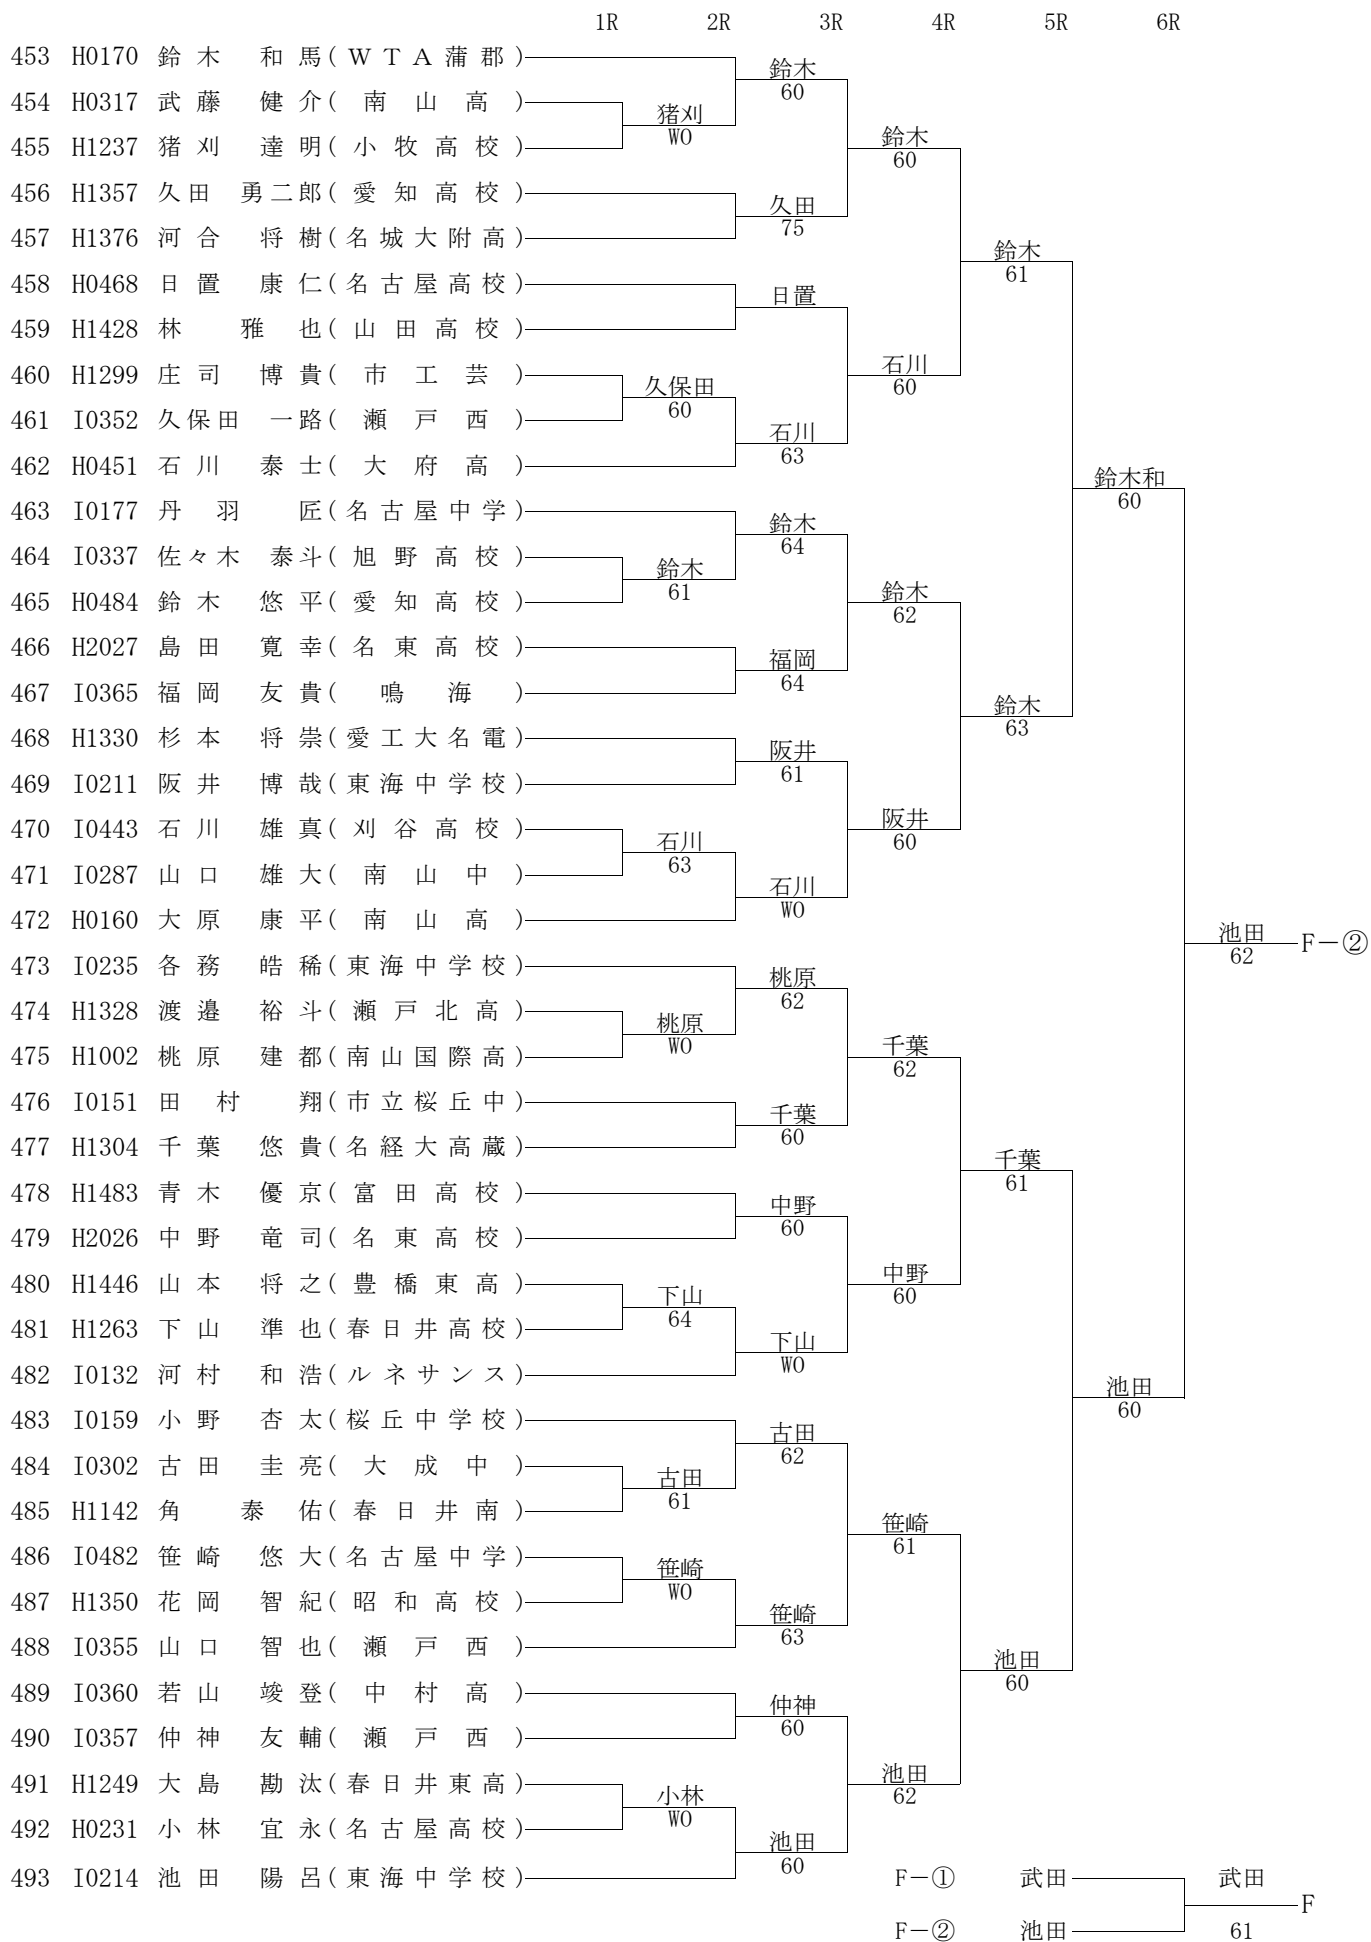 1R 2R 3R 4R 5R 6R
453 H0170 鈴木 和馬(WTA蒲郡)
鈴木
60
454 H0317 武藤 健介(南山高)
猪刈
WO
鈴木
60
455 H1237 猪刈 達明(小牧高校)
456 H1357 久田 勇二郎(愛知高校)
久田
75
457 H1376 河合 将樹(名城大附高)
鈴木
61
458 H0468 日置 康仁(名古屋高校)
日置
459 H1428 林 雅也(山田高校)
石川
60
460 H1299 庄司 博貴(市工芸)
久保田
60
461 I0352 久保田 一路(瀬戸西)
石川
63
462 H0451 石川 泰士(大府高)
鈴木和
60
463 I0177 丹羽 匠(名古屋中学)
鈴木
64
464 I0337 佐々木 泰斗(旭野高校)
鈴木
61
鈴木
62
465 H0484 鈴木 悠平(愛知高校)
466 H2027 島田 寛幸(名東高校)
福岡
64
467 I0365 福岡 友貴(鳴海)
鈴木
63
468 H1330 杉本 将崇(愛工大名電)
阪井
61
469 I0211 阪井 博哉(東海中学校)
阪井
60
470 I0443 石川 雄真(刈谷高校)
石川
63
471 I0287 山口 雄大(南山中)
石川
WO
472 H0160 大原 康平(南山高)
池田
62
F－②
473 I0235 各務 皓稀(東海中学校)
桃原
62
474 H1328 渡邉 裕斗(瀬戸北高)
桃原
WO
千葉
62
475 H1002 桃原 建都(南山国際高)
476 I0151 田村 翔(市立桜丘中)
千葉
60
477 H1304 千葉 悠貴(名経大高蔵)
千葉
61
478 H1483 青木 優京(富田高校)
中野
60
479 H2026 中野 竜司(名東高校)
中野
60
480 H1446 山本 将之(豊橋東高)
下山
64
481 H1263 下山 準也(春日井高校)
下山
WO
482 I0132 河村 和浩(ルネサンス)
池田
60
483 I0159 小野 杏太(桜丘中学校)
古田
62
484 I0302 古田 圭亮(大成中)
古田
61
485 H1142 角 泰佑(春日井南)
笹崎
61
486 I0482 笹崎 悠大(名古屋中学)
笹崎
WO
487 H1350 花岡 智紀(昭和高校)
笹崎
63
488 I0355 山口 智也(瀬戸西)
池田
60
489 I0360 若山 竣登(中村高)
仲神
60
490 I0357 仲神 友輔(瀬戸西)
池田
62
491 H1249 大島 勘汰(春日井東高)
小林
WO
492 H0231 小林 宜永(名古屋高校)
池田
60
493 I0214 池田 陽呂(東海中学校)
F－① 武田 武田
F
F－② 池田 61